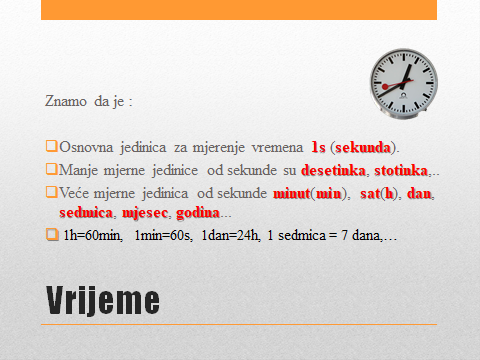 Znamo da je :
Osnovna jedinica za mjerenje vremena 1s (sekunda).
Manje mjerne jedinice od sekunde su desetinka, stotinka,..
Veće mjerne jedinica od sekunde minut(min), sat(h), dan,
sedmica, mjesec, godina...
1h=60min, 1min=60s, 1dan=24h, 1 sedmica = 7 dana,...
Vrijeme